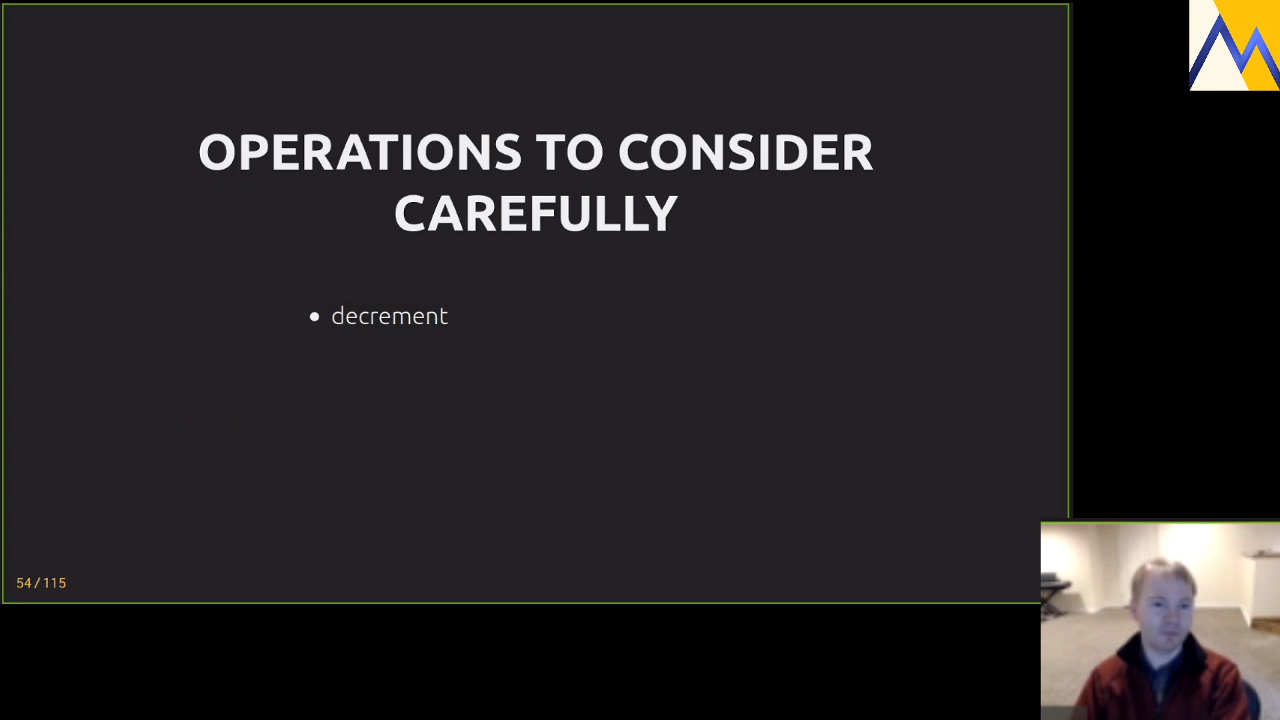 OPERATIONS TO CONSIDER
CAREFULLY
• decrement
54 / 115